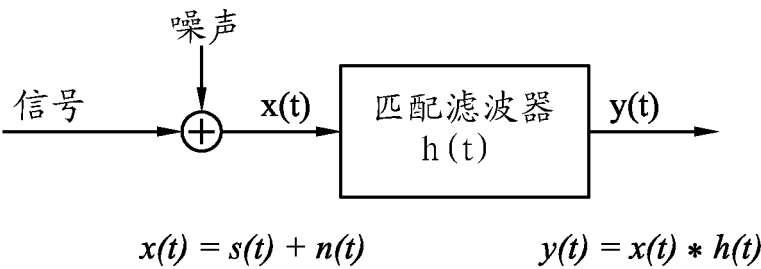 噪声
信号
x(t)
匹配滤波器
h(t)
y(t)
x(t) = s(t) + n(t)
y(t) = x(t) * h(t)